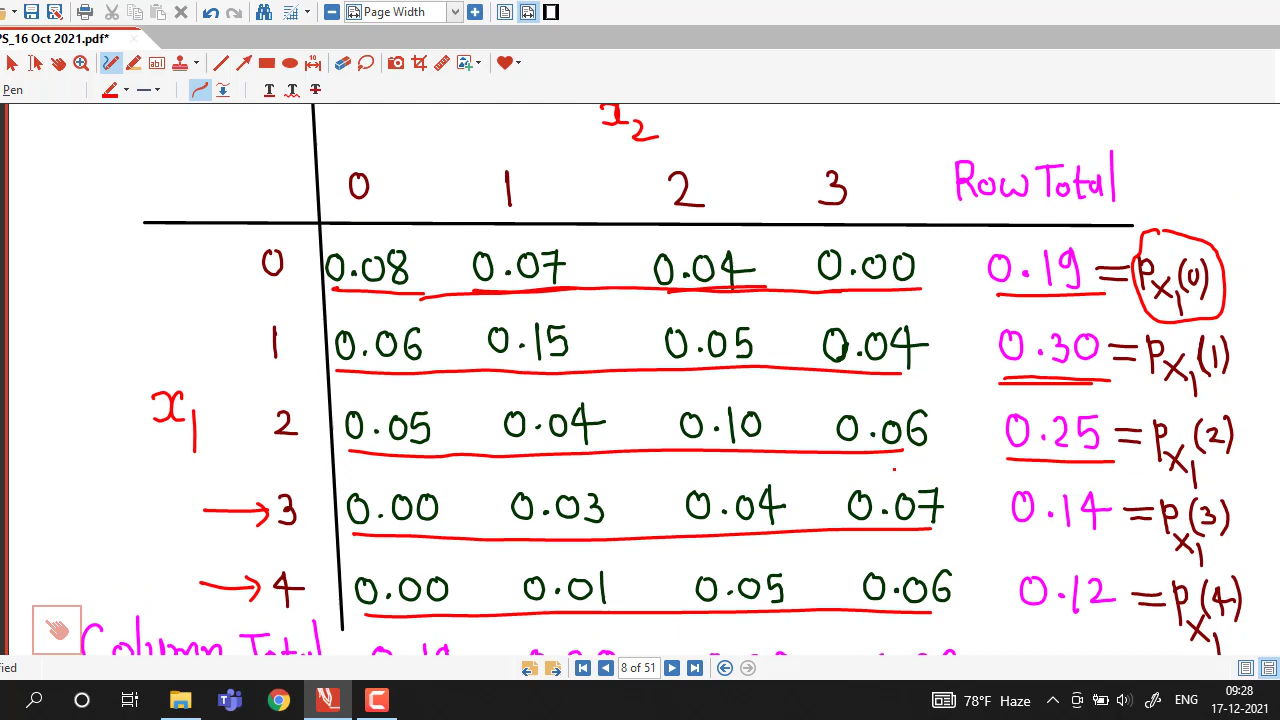 Page Width
PS_16 Oct 2021.pdf*
10
Pen
T T T
x2
0 1 2 3 Row Total
0 0.08 0.07 0.04 0.00 0.19 = pX1(0)
1 0.06 0.15 0.05 0.04 0.30 = pX1(1)
x1 2 0.05 0.04 0.10 0.06 0.25 = pX1(2)
→ 3 0.00 0.03 0.04 0.07 0.14 = pX1(3)
→ 4 0.00 0.01 0.05 0.06 0.12 = pX1(4)
Column Total
8 of 51
78°F Haze ENG 09:28
17-12-2021